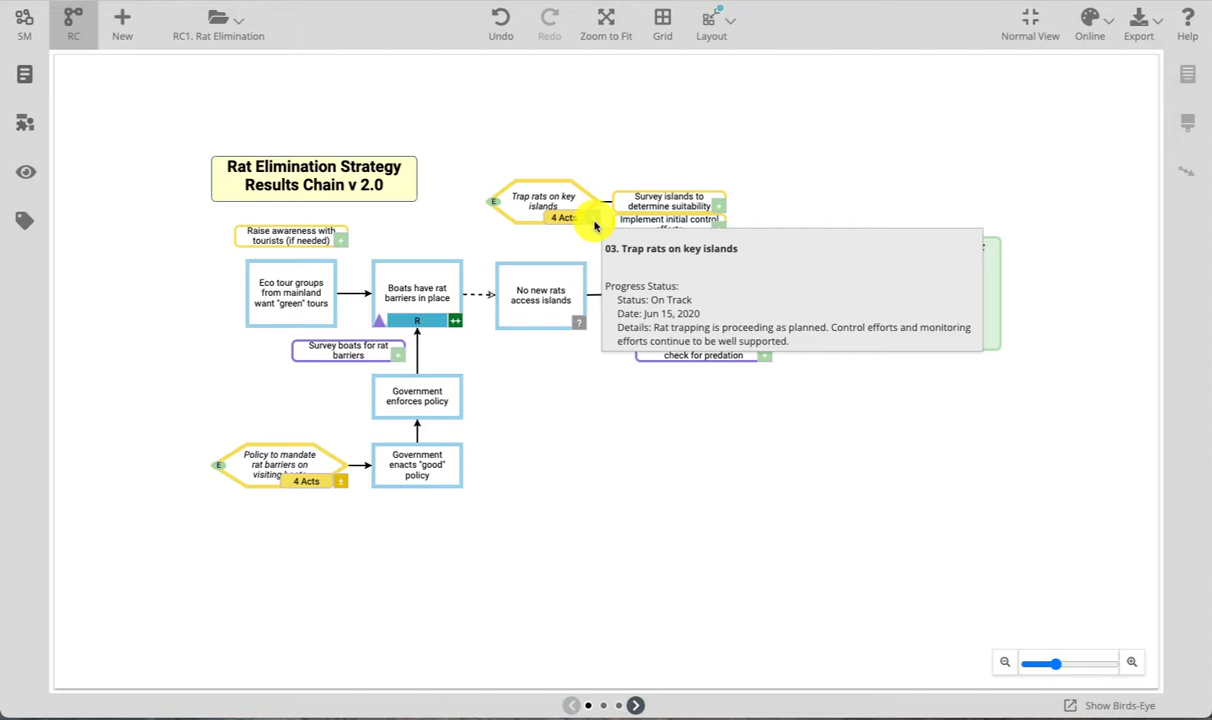 SM
RC
New
RC1. Rat Elimination
Undo
Redo
Zoom to Fit
Grid
Layout
Normal View
Online
Export
Help
Rat Elimination Strategy
Results Chain v 2.0
E
Trap rats on key
islands
4 Acts
Survey islands to
determine suitability
+
Implement initial control
Raise awareness with
tourists (if needed)
+
03. Trap rats on key islands
Progress Status:
Status: On Track
Date: Jun 15, 2020
Details: Rat trapping is proceeding as planned. Control efforts and monitoring
efforts continue to be well supported.
Eco tour groups
from mainland
want "green" tours
Boats have rat
barriers in place
R
++
No new rats
access islands
?
Survey boats for rat
barriers
+
check for predation
+
Government
enforces policy
E
Policy to mandate
rat barriers on
visiting
4 Acts
±
Government
enacts "good"
policy
Show Birds-Eye